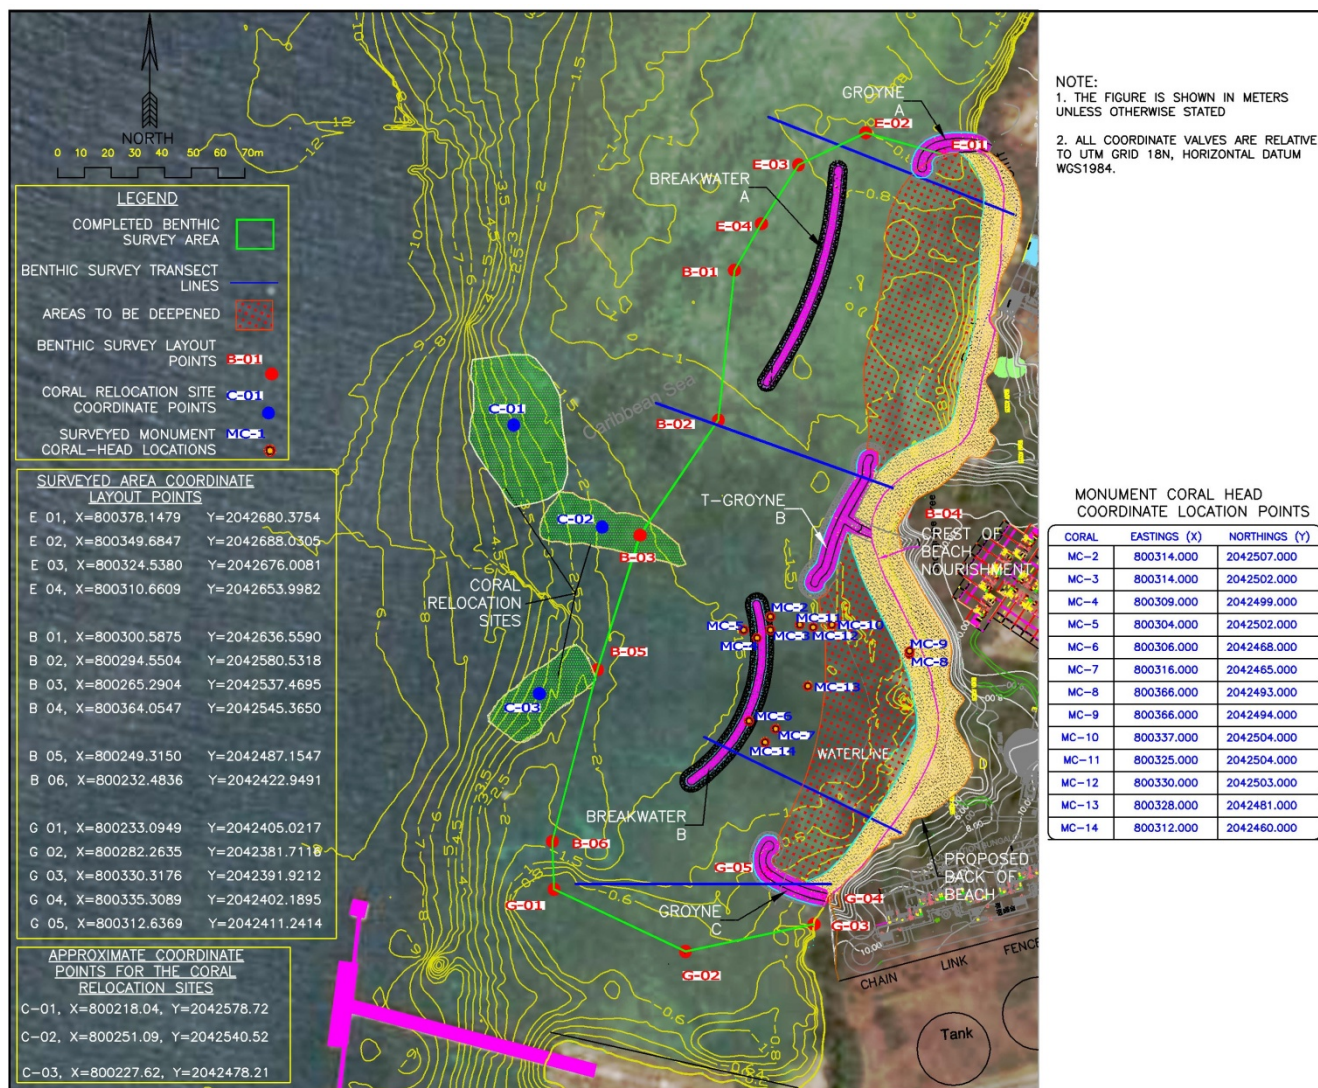 NORTH
0 10 20 30 40 50 60 70m
LEGEND
COMPLETED BENTHIC
SURVEY AREA
BENTHIC SURVEY TRANSECT
LINES
AREAS TO BE DEEPENED
BENTHIC SURVEY LAYOUT
POINTS
B-01
CORAL RELOCATION SITE
COORDINATE POINTS
C-01
SURVEYED MONUMENT
CORAL-HEAD LOCATIONS
MC-1
SURVEYED AREA COORDINATE
LAYOUT POINTS
E 01, X=800378.1479 Y=2042680.3754
E 02, X=800349.6847 Y=2042688.0305
E 03, X=800324.5380 Y=2042676.0081
E 04, X=800310.6609 Y=2042653.9982
B 01, X=800300.5875 Y=2042636.5590
B 02, X=800294.5504 Y=2042580.5318
B 03, X=800265.2904 Y=2042537.4695
B 04, X=800364.0547 Y=2042545.3650
B 05, X=800249.3150 Y=2042487.1547
B 06, X=800232.4836 Y=2042422.9491
G 01, X=800233.0949 Y=2042405.0217
G 02, X=800282.2635 Y=2042381.7116
G 03, X=800330.3176 Y=2042391.9212
G 04, X=800335.3089 Y=2042402.1895
G 05, X=800312.6369 Y=2042411.2414
APPROXIMATE COORDINATE
POINTS FOR THE CORAL
RELOCATION SITES
C-01, X=800218.04, Y=2042578.72
C-02, X=800251.09, Y=2042540.52
C-03, X=800227.62, Y=2042478.21
GROYNE
A
E-02
E-01
E-03
BREAKWATER
A
E-04
B-01
Caribbean Sea
C-01
B-02
C-02
B-03
T-GROYNE
B
B-04
CREST OF
BEACH
NOURISHMENT
CORAL
RELOCATION
SITES
MC-2
MC-11
MC-10
MC-5
MC-3
MC-12
MC-4
MC-9
MC-8
B-05
C-03
MC-13
MC-6
MC-7
MC-14
WATERLINE
BREAKWATER
B
B-06
PROPOSED
BACK OF
BEACH
G-05
G-01
G-04
GROYNE
C
G-03
G-02
CHAIN LINK FENCE
Tank
NOTE:
1. THE FIGURE IS SHOWN IN METERS
UNLESS OTHERWISE STATED
2. ALL COORDINATE VALVES ARE RELATIVE
TO UTM GRID 18N, HORIZONTAL DATUM
WGS1984.
MONUMENT CORAL HEAD
COORDINATE LOCATION POINTS
CORAL EASTINGS (X) NORTHINGS (Y)
MC-2 800314.000 2042507.000
MC-3 800314.000 2042502.000
MC-4 800309.000 2042499.000
MC-5 800304.000 2042502.000
MC-6 800306.000 2042468.000
MC-7 800316.000 2042465.000
MC-8 800366.000 2042493.000
MC-9 800366.000 2042494.000
MC-10 800337.000 2042504.000
MC-11 800325.000 2042504.000
MC-12 800330.000 2042503.000
MC-13 800328.000 2042481.000
MC-14 800312.000 2042460.000